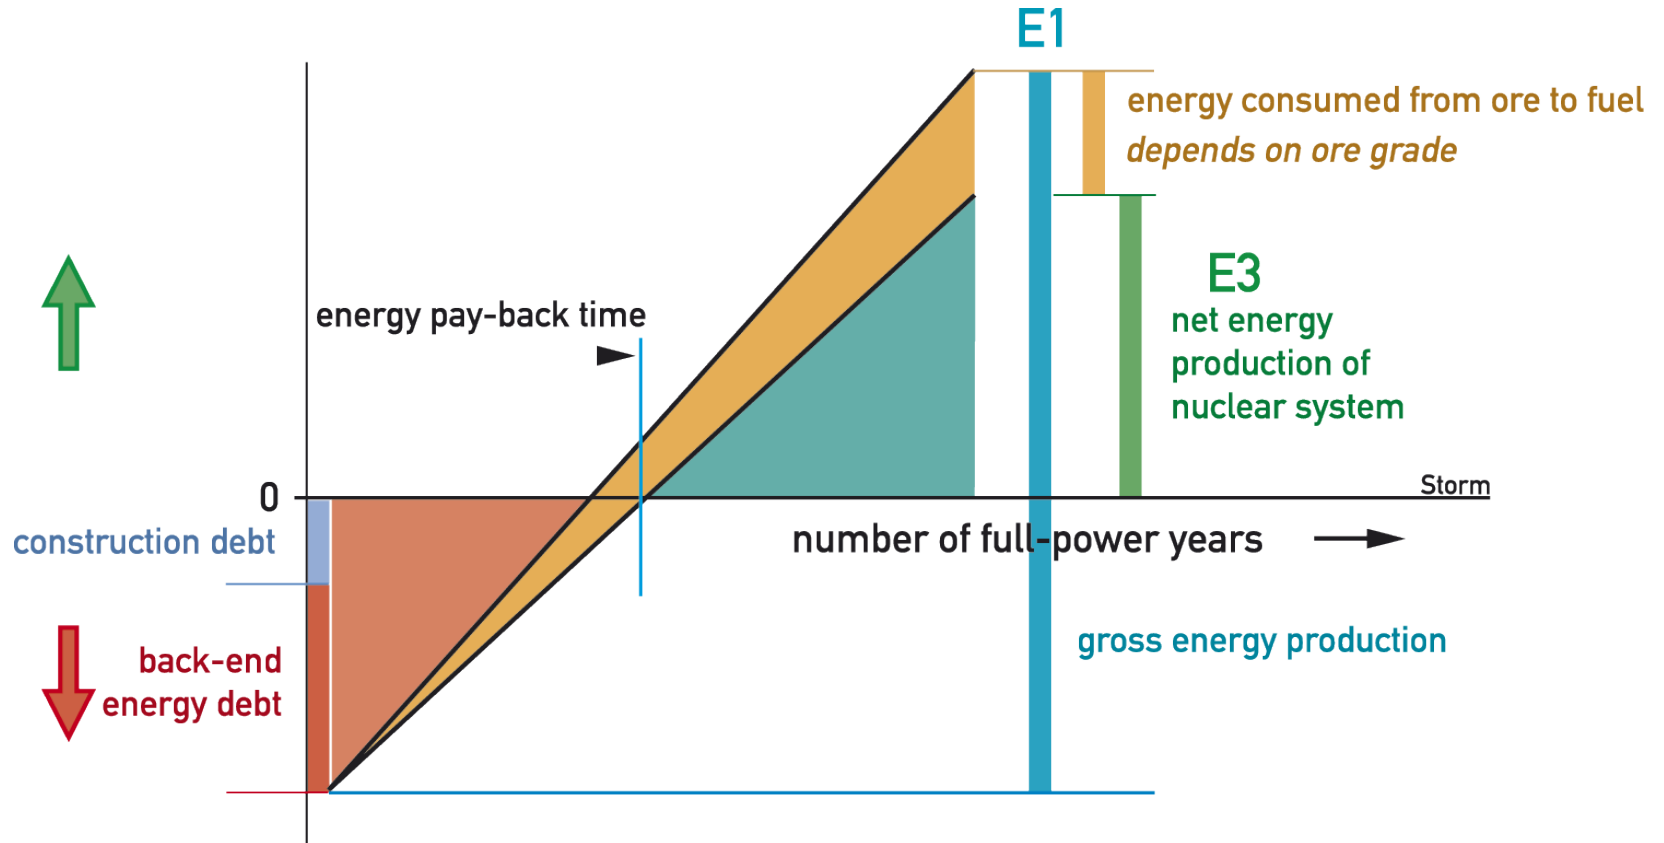 E1
energy consumed from ore to fuel
depends on ore grade
E3
energy pay-back time
net energy
production of
nuclear system
0
Storm
construction debt
number of full-power years
gross energy production
back-end
energy debt